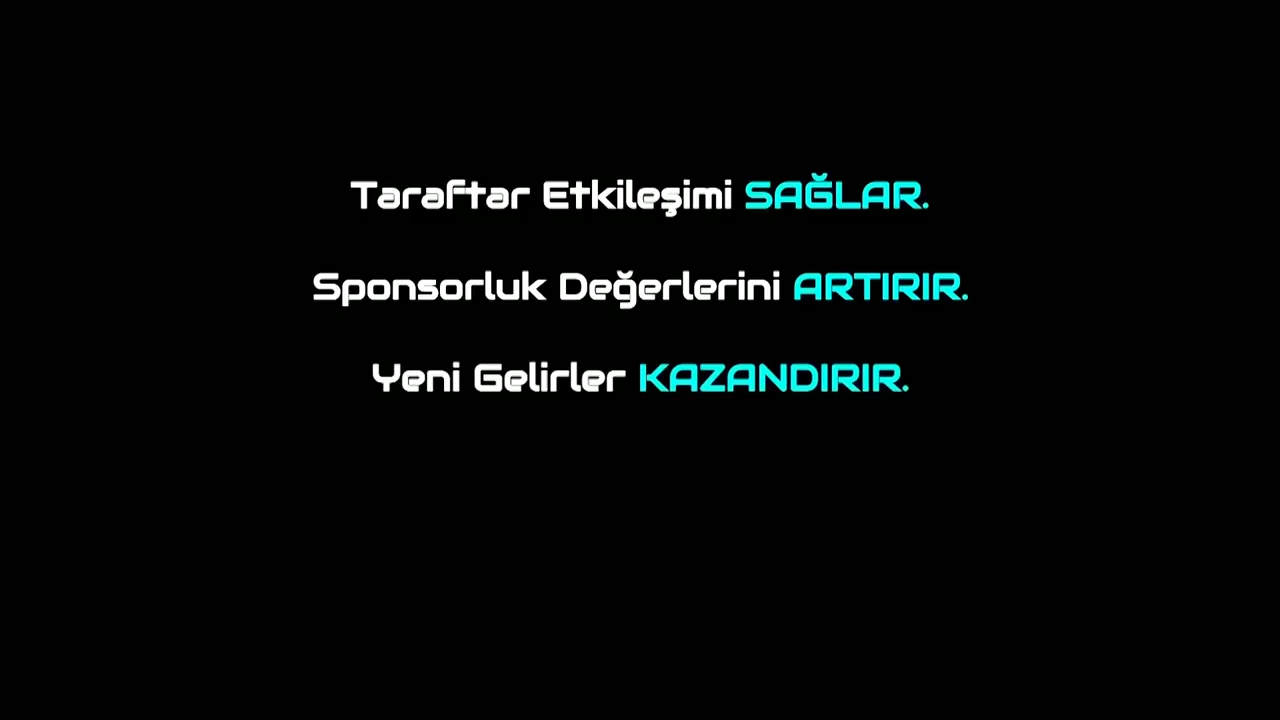 Taraftar Etkileşimi SAĞLAR.
Sponsorluk Değerlerini ARTIRIR.
Yeni Gelirler KAZANDIRIR.